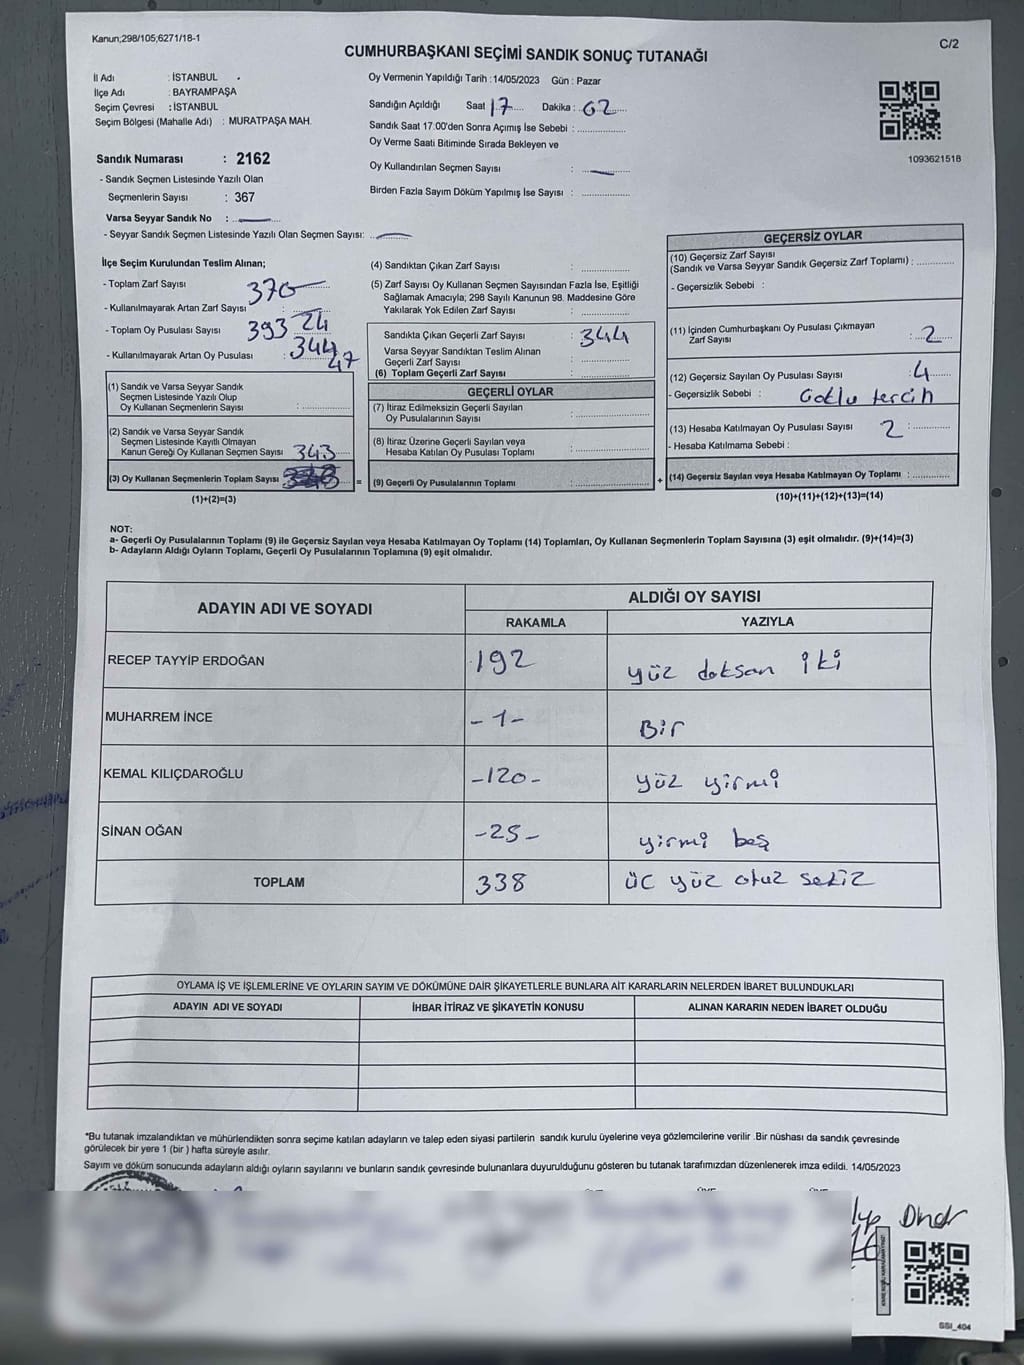 Kanun;298/105;6271/18-1
C/2
CUMHURBAŞKANI SEÇİMİ SANDIK SONUÇ TUTANAĞI
İl Adı : İSTANBUL
İlçe Adı : BAYRAMPAŞA
Seçim Çevresi : İSTANBUL
Seçim Bölgesi (Mahalle Adı) : MURATPAŞA MAH.
Sandık Numarası : 2162
- Sandık Seçmen Listesinde Yazılı Olan
Seçmenlerin Sayısı : 367
Varsa Seyyar Sandık No :
- Seyyar Sandık Seçmen Listesinde Yazılı Olan Seçmen Sayısı:
Oy Vermenin Yapıldığı Tarih : 14/05/2023 Gün : Pazar
Sandığın Açıldığı Saat 17 Dakika : 02
Sandık Saat 17:00'den Sonra Açılmış İse Sebebi :
Oy Verme Saati Bitiminde Sırada Bekleyen ve
Oy Kullandırılan Seçmen Sayısı :
Birden Fazla Sayım Döküm Yapılmış İse Sayısı :
1093621518
İlçe Seçim Kurulundan Teslim Alınan;
- Toplam Zarf Sayısı 370
- Kullanılmayarak Artan Zarf Sayısı 24
- Toplam Oy Pusulası Sayısı 393
- Kullanılmayarak Artan Oy Pusulası : 344 47
(1) Sandık ve Varsa Seyyar Sandık
Seçmen Listesinde Yazılı Olup
Oy Kullanan Seçmenlerin Sayısı :
(2) Sandık ve Varsa Seyyar Sandık
Seçmen Listesinde Kayıtlı Olmayan
Kanun Gereği Oy Kullanan Seçmen Sayısı 343
(3) Oy Kullanan Seçmenlerin Toplam Sayısı
(1)+(2)=(3)
=
(4) Sandıktan Çıkan Zarf Sayısı :
(5) Zarf Sayısı Oy Kullanan Seçmen Sayısından Fazla İse, Eşitliği
Sağlamak Amacıyla; 298 Sayılı Kanunun 98. Maddesine Göre
Yakılarak Yok Edilen Zarf Sayısı :
Sandıkta Çıkan Geçerli Zarf Sayısı : 344
Varsa Seyyar Sandıktan Teslim Alınan
Geçerli Zarf Sayısı :
(6) Toplam Geçerli Zarf Sayısı :
GEÇERLİ OYLAR
(7) İtiraz Edilmeksizin Geçerli Sayılan
Oy Pusulalarının Sayısı :
(8) İtiraz Üzerine Geçerli Sayılan veya
Hesaba Katılan Oy Pusulası Toplamı :
(9) Geçerli Oy Pusulalarının Toplamı :
+
GEÇERSİZ OYLAR
(10) Geçersiz Zarf Sayısı
(Sandık ve Varsa Seyyar Sandık Geçersiz Zarf Toplamı) :
- Geçersizlik Sebebi :
(11) İçinden Cumhurbaşkanı Oy Pusulası Çıkmayan
Zarf Sayısı : 2
(12) Geçersiz Sayılan Oy Pusulası Sayısı : 4
- Geçersizlik Sebebi : Çoklu tercih
(13) Hesaba Katılmayan Oy Pusulası Sayısı : 2
- Hesaba Katılmama Sebebi :
(14) Geçersiz Sayılan veya Hesaba Katılmayan Oy Toplamı :
(10)+(11)+(12)+(13)=(14)
NOT:
a- Geçerli Oy Pusulalarının Toplamı (9) ile Geçersiz Sayılan veya Hesaba Katılmayan Oy Toplamı (14) Toplamları, Oy Kullanan Seçmenlerin Toplam Sayısına (3) eşit olmalıdır. (9)+(14)=(3)
b- Adayların Aldığı Oyların Toplamı, Geçerli Oy Pusulalarının Toplamına (9) eşit olmalıdır.
ADAYIN ADI VE SOYADI
ALDIĞI OY SAYISI
RAKAMLA YAZIYLA
RECEP TAYYİP ERDOĞAN 192 yüz doksan iki
MUHARREM İNCE -1- Bir
KEMAL KILIÇDAROĞLU -120- yüz yirmi
SİNAN OĞAN -25- yirmi beş
TOPLAM 338 üc yüz otuz sekiz
OYLAMA İŞ VE İŞLEMLERİNE VE OYLARIN SAYIM VE DÖKÜMÜNE DAİR ŞİKAYETLERLE BUNLARA AİT KARARLARIN NELERDEN İBARET BULUNDUKLARI
ADAYIN ADI VE SOYADI İHBAR İTİRAZ VE ŞİKAYETİN KONUSU ALINAN KARARIN NEDEN İBARET OLDUĞU
*Bu tutanak imzalandıktan ve mühürlendikten sonra seçime katılan adayların ve talep eden siyasi partilerin sandık kurulu üyelerine veya gözlemcilerine verilir .Bir nüshası da sandık çevresinde
görülecek bir yere 1 (bir ) hafta süreyle asılır.
Sayım ve döküm sonucunda adayların aldığı oyların sayılarını ve bunların sandık çevresinde bulunanlara duyurulduğunu gösteren bu tutanak tarafımızdan düzenlenerek imza edildi. 14/05/2023
SSI_404